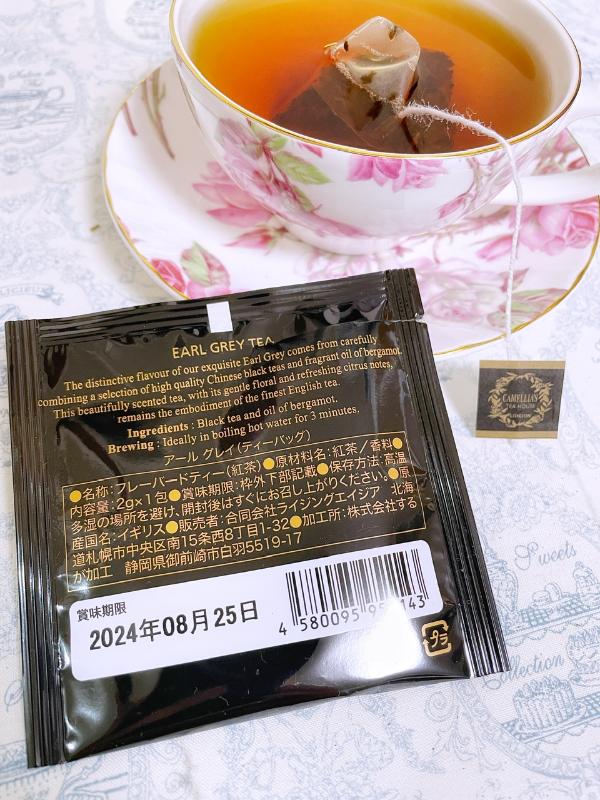 EARL GREY TEA
The distinctive flavour of our exquisite Earl Grey comes from carefully
combining a selection of high quality Chinese black teas and fragrant oil of bergamot.
This beautifully scented tea, with its gentle floral and refreshing citrus notes,
remains the embodiment of the finest English tea.
Ingredients : Black tea and oil of bergamot.
Brewing : Ideally in boiling hot water for 3 minutes.
アール グレイ(ティーバッグ)
●名称:フレーバードティー(紅茶)●原材料名:紅茶/香料●
内容量:2g×1包●賞味期限:枠外下部記載●保存方法:高温
多湿の場所を避け、開封後はすぐにお召し上がりください。●原
産国名:イギリス●販売者:合同会社ライジングエイジア 北海
道札幌市中央区南15条西8丁目1-32●加工所:株式会社する
が加工 静岡県御前崎市白羽5519-17
賞味期限
2024年08月25日
4 580095 143
プラ
CAMELLIA'S
TEA HOUSE
LONDON
Sweets
Collection